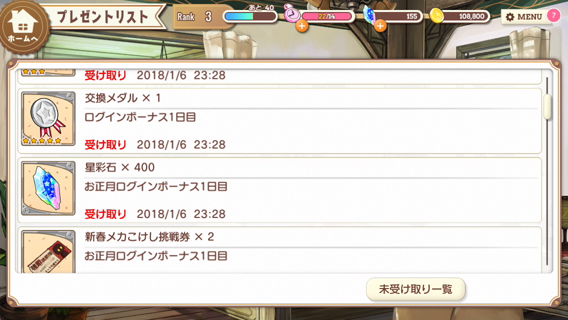 プレゼントリスト
ホームへ
Rank 3
あと 40
22/14
155
108,800
MENU
?
受け取り 2018/1/6 23:28
交換メダル × 1
ログインボーナス1日目
受け取り 2018/1/6 23:28
星彩石 × 400
お正月ログインボーナス1日目
受け取り 2018/1/6 23:28
新春メカこけし挑戦券 × 2
お正月ログインボーナス1日目
未受け取り一覧